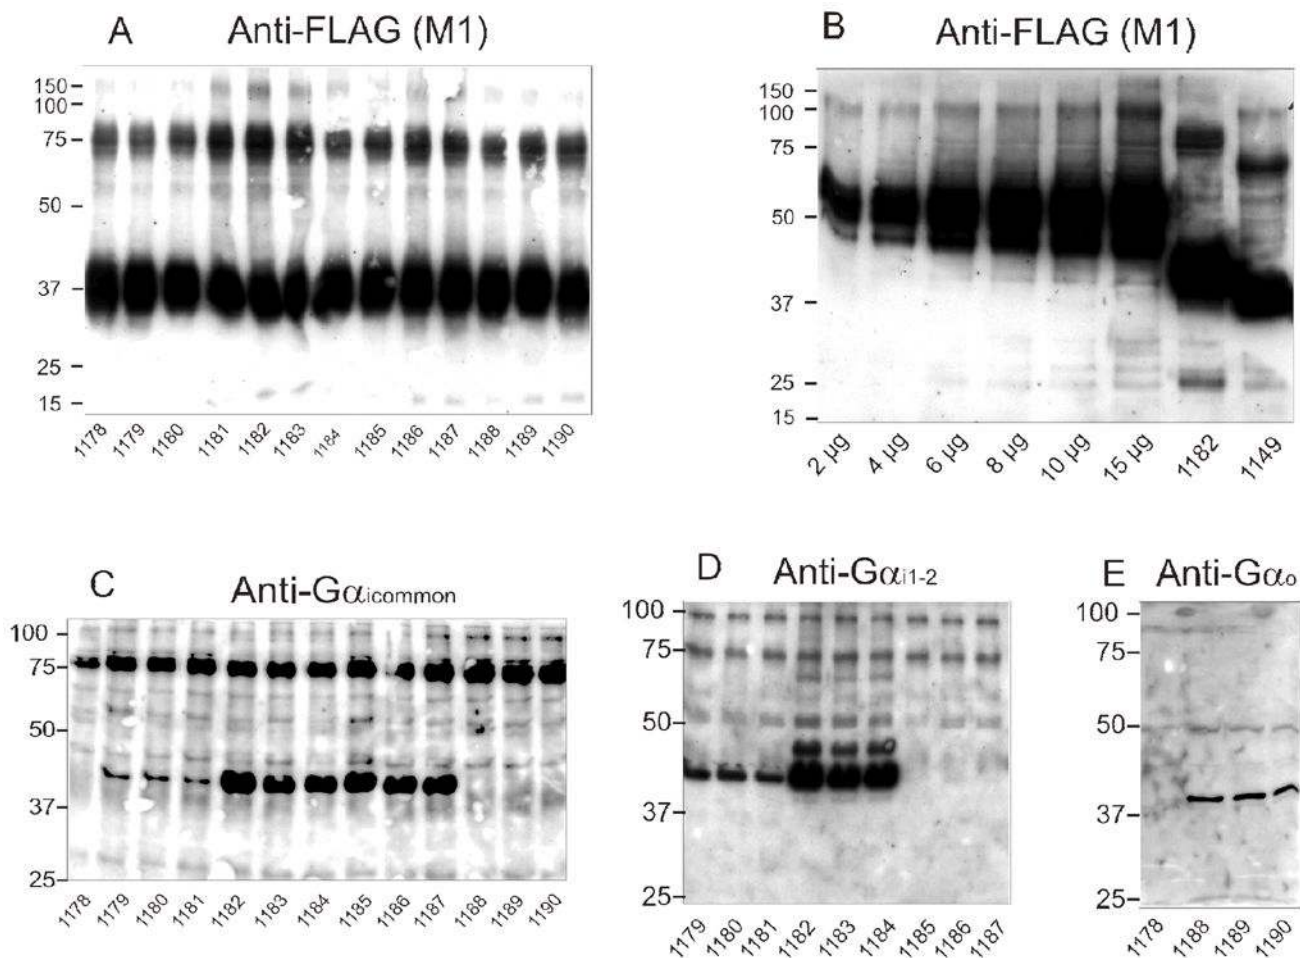 A Anti-FLAG (M1)
150
100
75
50
37
25
15
1178 1179 1180 1181 1182 1183 1184 1185 1186 1187 1188 1189 1190
B Anti-FLAG (M1)
150
100
75
50
37
25
15
2 µg 4 µg 6 µg 8 µg 10 µg 15 µg 1182 1149
C Anti-Gαicommon
100
75
50
37
25
1178 1179 1180 1181 1182 1183 1184 1185 1186 1187 1188 1189 1190
D Anti-Gαi1-2
100
75
50
37
25
1179 1180 1181 1182 1183 1184 1185 1186 1187
E Anti-Gαo
100
75
50
37
25
1178 1188 1189 1190